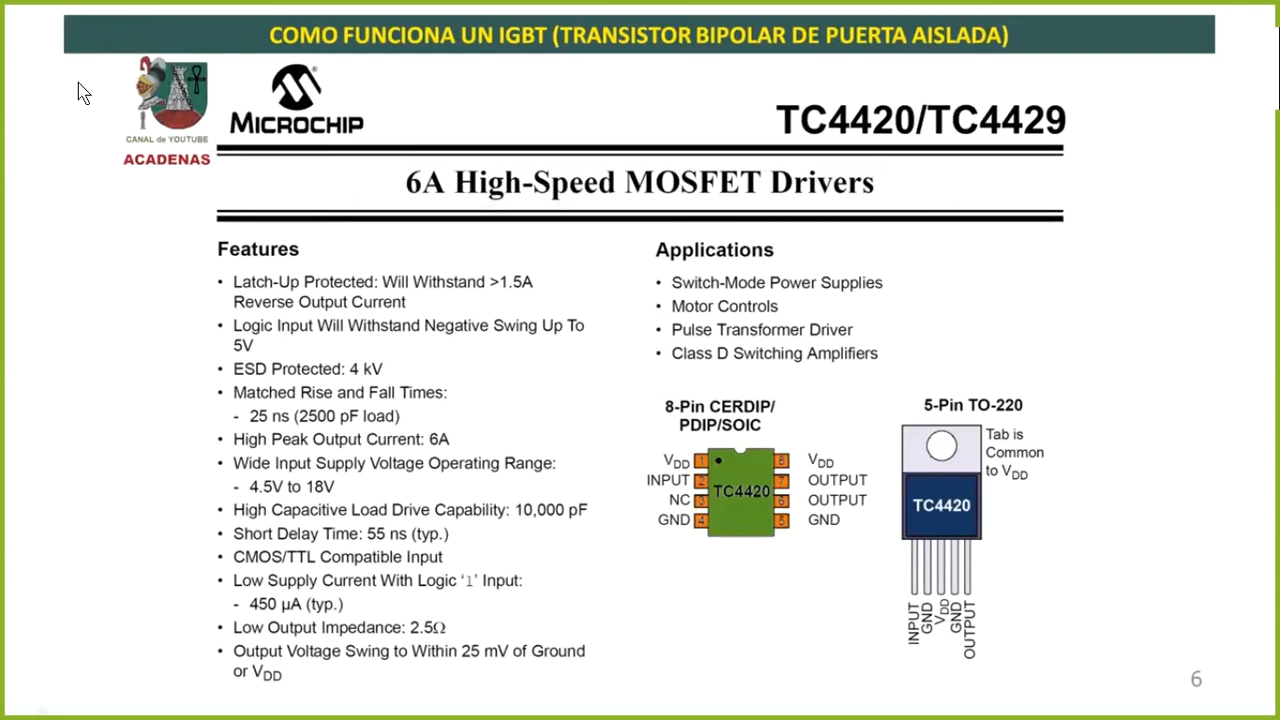 COMO FUNCIONA UN IGBT (TRANSISTOR BIPOLAR DE PUERTA AISLADA)
CANAL de YOUTUBE
ACADENAS
MICROCHIP
TC4420/TC4429
6A High-Speed MOSFET Drivers
Features
• Latch-Up Protected: Will Withstand >1.5A
Reverse Output Current
• Logic Input Will Withstand Negative Swing Up To
5V
• ESD Protected: 4 kV
• Matched Rise and Fall Times:
- 25 ns (2500 pF load)
• High Peak Output Current: 6A
• Wide Input Supply Voltage Operating Range:
- 4.5V to 18V
• High Capacitive Load Drive Capability: 10,000 pF
• Short Delay Time: 55 ns (typ.)
• CMOS/TTL Compatible Input
• Low Supply Current With Logic ‘1’ Input:
- 450 µA (typ.)
• Low Output Impedance: 2.5Ω
• Output Voltage Swing to Within 25 mV of Ground
or VDD
Applications
• Switch-Mode Power Supplies
• Motor Controls
• Pulse Transformer Driver
• Class D Switching Amplifiers
8-Pin CERDIP/
PDIP/SOIC
VDD 1 8 VDD
INPUT 2 7 OUTPUT
TC4420
NC 3 6 OUTPUT
GND 4 5 GND
5-Pin TO-220
Tab is
Common
to VDD
TC4420
INPUT
GND
VDD
GND
OUTPUT
6